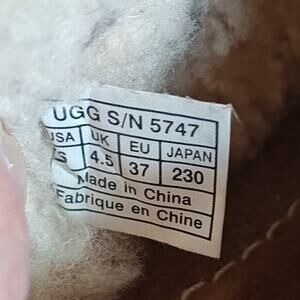 UGG S/N 5747
USA UK EU JAPAN
4.5 37 230
Made in China
Fabrique en Chine